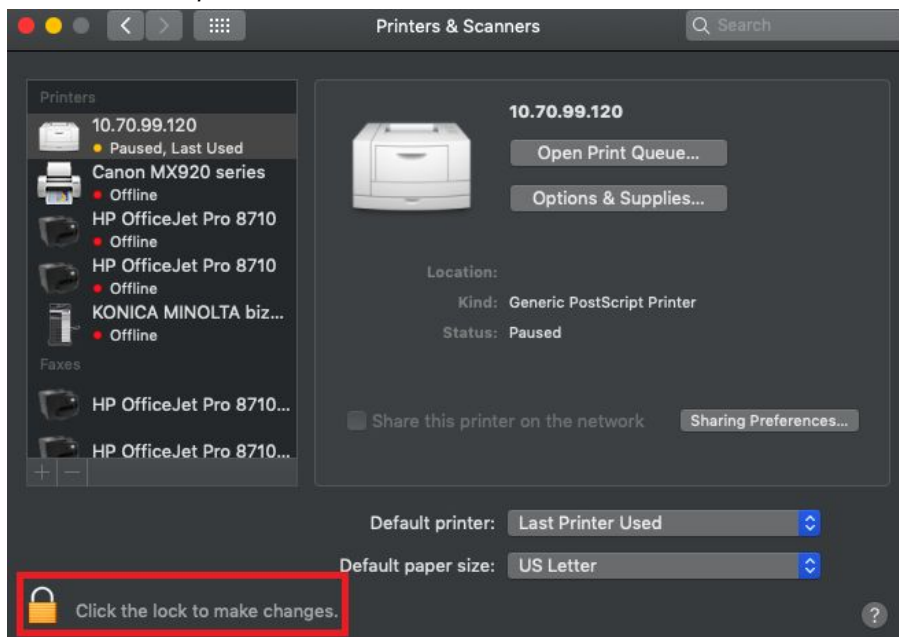 Printers & Scanners
Search
Printers
10.70.99.120
Paused, Last Used
Canon MX920 series
Offline
HP OfficeJet Pro 8710
Offline
HP OfficeJet Pro 8710
Offline
KONICA MINOLTA biz...
Offline
Faxes
HP OfficeJet Pro 8710...
HP OfficeJet Pro 8710...
+ −
10.70.99.120
Open Print Queue...
Options & Supplies...
Location:
Kind: Generic PostScript Printer
Status: Paused
Share this printer on the network
Sharing Preferences...
Default printer: Last Printer Used
Default paper size: US Letter
Click the lock to make changes.
?